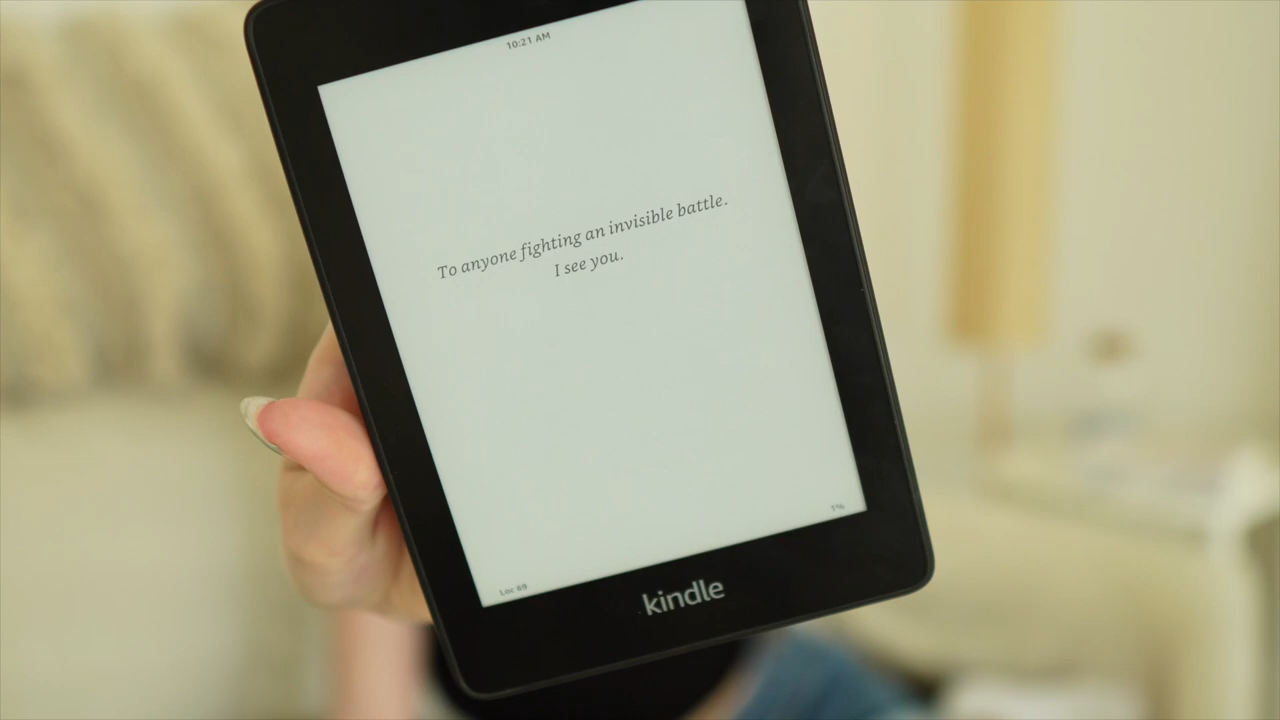 10:21 AM
To anyone fighting an invisible battle.
I see you.
Loc 69
1%
kindle